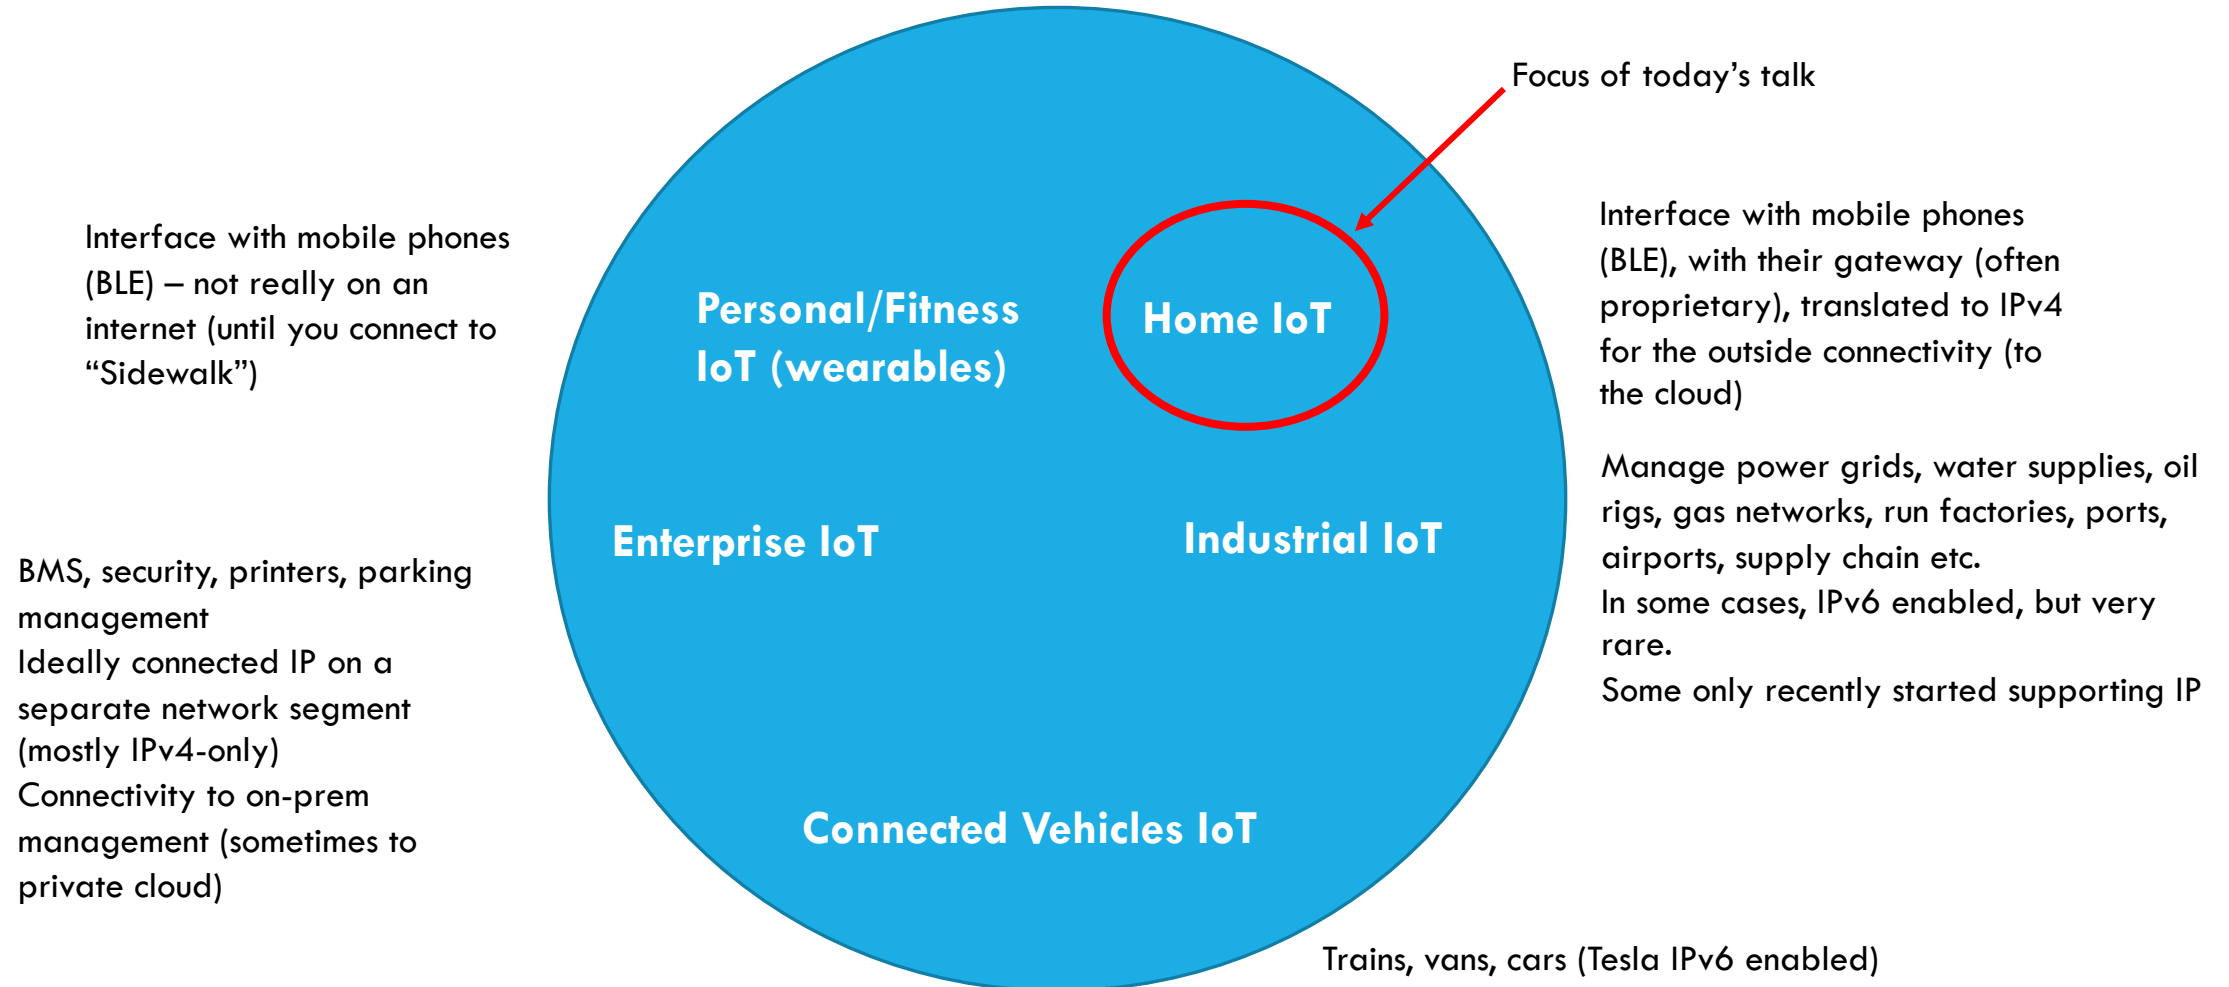 Focus of today’s talk
Interface with mobile phones
(BLE) – not really on an
internet (until you connect to
“Sidewalk”)
Personal/Fitness
IoT (wearables)
Home IoT
Interface with mobile phones
(BLE), with their gateway (often
proprietary), translated to IPv4
for the outside connectivity (to
the cloud)
Enterprise IoT
Industrial IoT
Manage power grids, water supplies, oil
rigs, gas networks, run factories, ports,
airports, supply chain etc.
In some cases, IPv6 enabled, but very
rare.
Some only recently started supporting IP
BMS, security, printers, parking
management
Ideally connected IP on a
separate network segment
(mostly IPv4-only)
Connectivity to on-prem
management (sometimes to
private cloud)
Connected Vehicles IoT
Trains, vans, cars (Tesla IPv6 enabled)